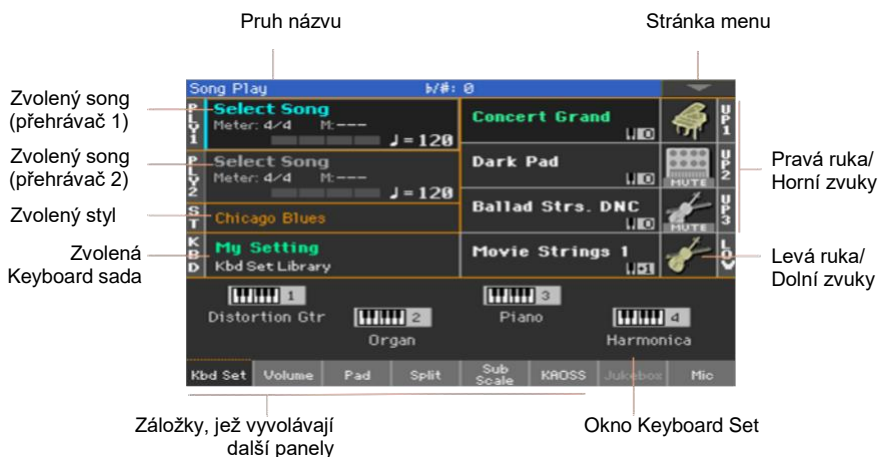 Pruh názvu
Stránka menu
Zvolený song
(přehrávač 1)
Zvolený song
(přehrávač 2)
Zvolený styl
Zvolená
Keyboard sada
Song Play ♭/#: 0
PLY1
Select Song
Meter: 4/4 M:---
♩=120
PLY2
Select Song
Meter: 4/4 M:---
♩=120
ST
Chicago Blues
KBD
My Setting
Kbd Set Library
Concert Grand
0
UP1
Dark Pad
0
MUTE
UP2
Ballad Strs. DNC
0
MUTE
UP3
Movie Strings 1
+1
LOW
Pravá ruka/
Horní zvuky
Levá ruka/
Dolní zvuky
1
Distortion Gtr
2
Organ
3
Piano
4
Harmonica
Kbd Set Volume Pad Split Sub Scale KAOSS Jukebox Mic
Záložky, jež vyvolávají
další panely
Okno Keyboard Set